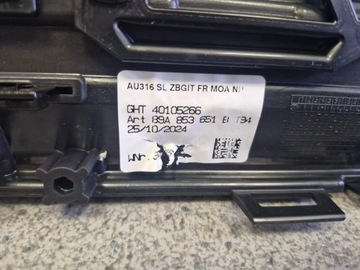 AU316 SL ZBGIT FR MOA
GHT 40105266
Art 89A 853 651
25/10/2024